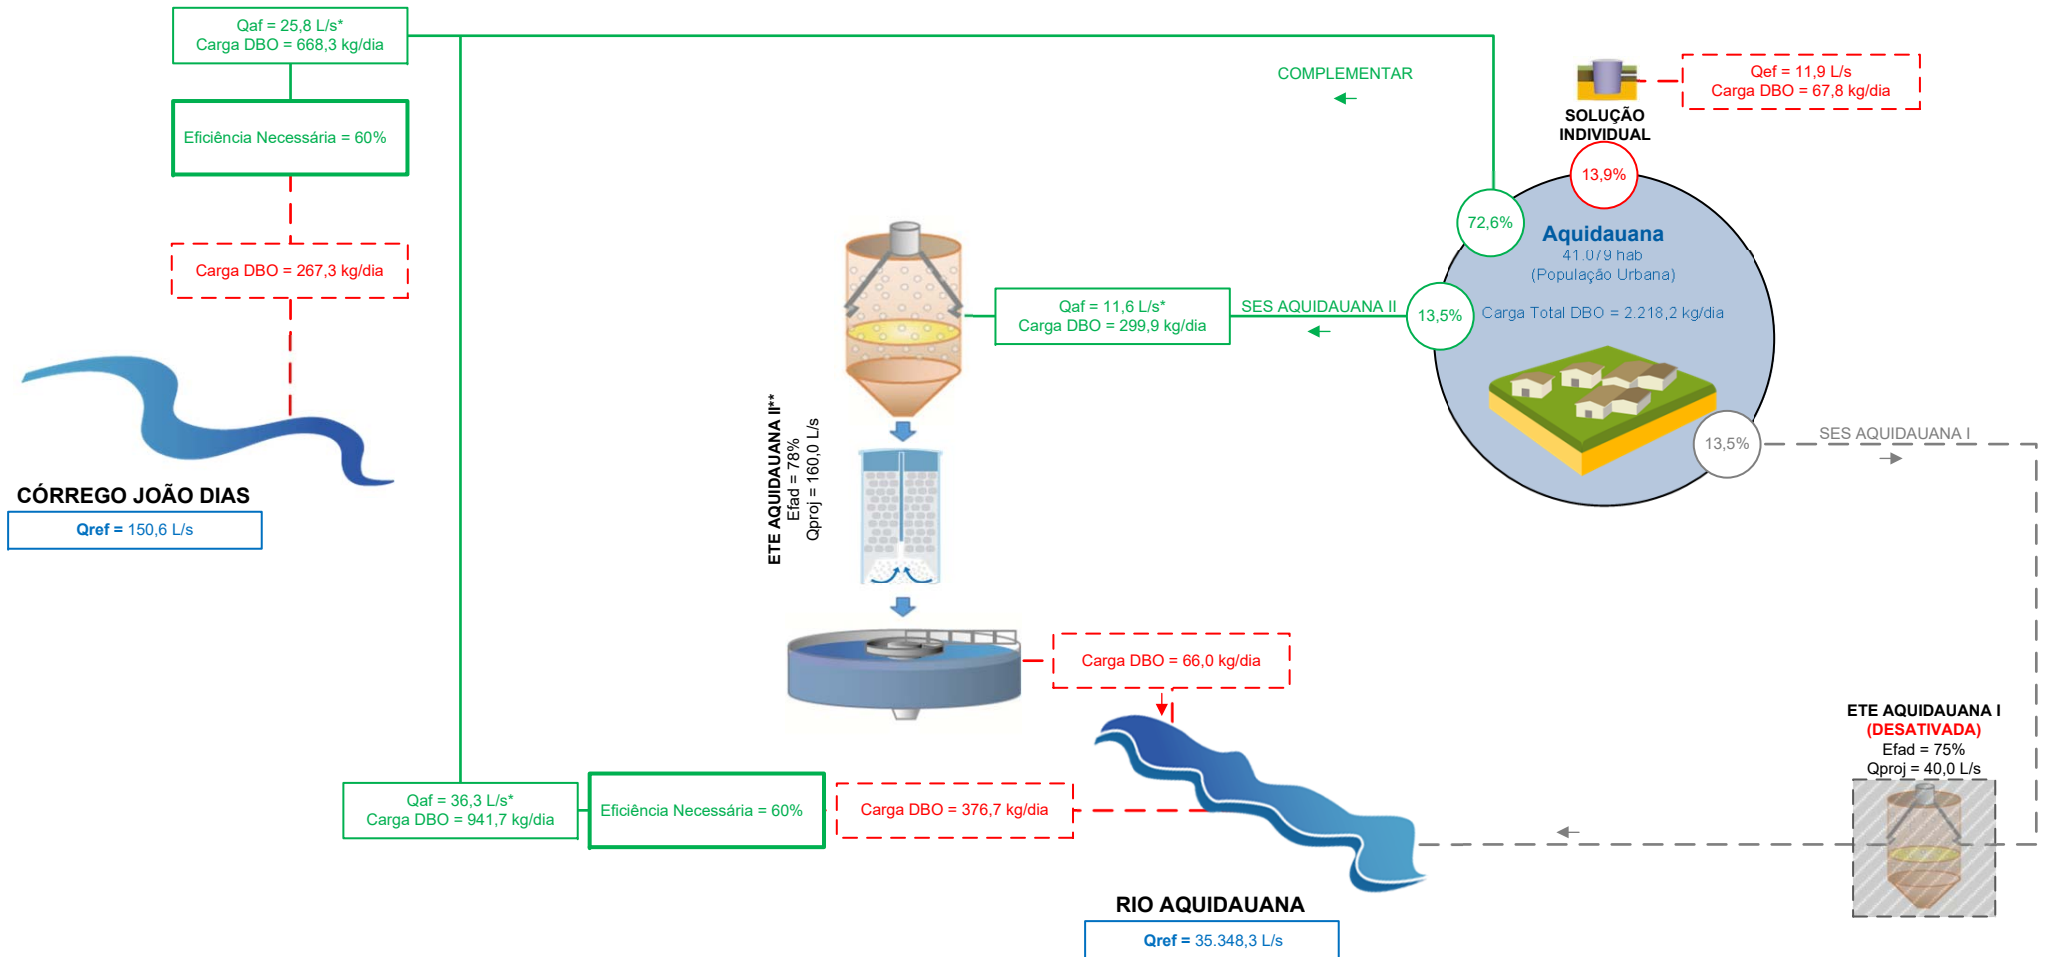 Qaf = 25,8 L/s*
Carga DBO = 668,3 kg/dia
Eficiência Necessária = 60%
Carga DBO = 267,3 kg/dia
CÓRREGO JOÃO DIAS
Qref = 150,6 L/s
COMPLEMENTAR
SOLUÇÃO
INDIVIDUAL
Qef = 11,9 L/s
Carga DBO = 67,8 kg/dia
13,9%
72,6%
Aquidauana
41.079 hab
(População Urbana)
Carga Total DBO = 2.218,2 kg/dia
13,5%
SES AQUIDAUANA II
Qaf = 11,6 L/s*
Carga DBO = 299,9 kg/dia
13,5%
SES AQUIDAUANA I
ETE AQUIDAUANA II**
Efad = 78%
Qproj = 160,0 L/s
Carga DBO = 66,0 kg/dia
ETE AQUIDAUANA I
(DESATIVADA)
Efad = 75%
Qproj = 40,0 L/s
Qaf = 36,3 L/s*
Carga DBO = 941,7 kg/dia
Eficiência Necessária = 60%
Carga DBO = 376,7 kg/dia
RIO AQUIDAUANA
Qref = 35.348,3 L/s